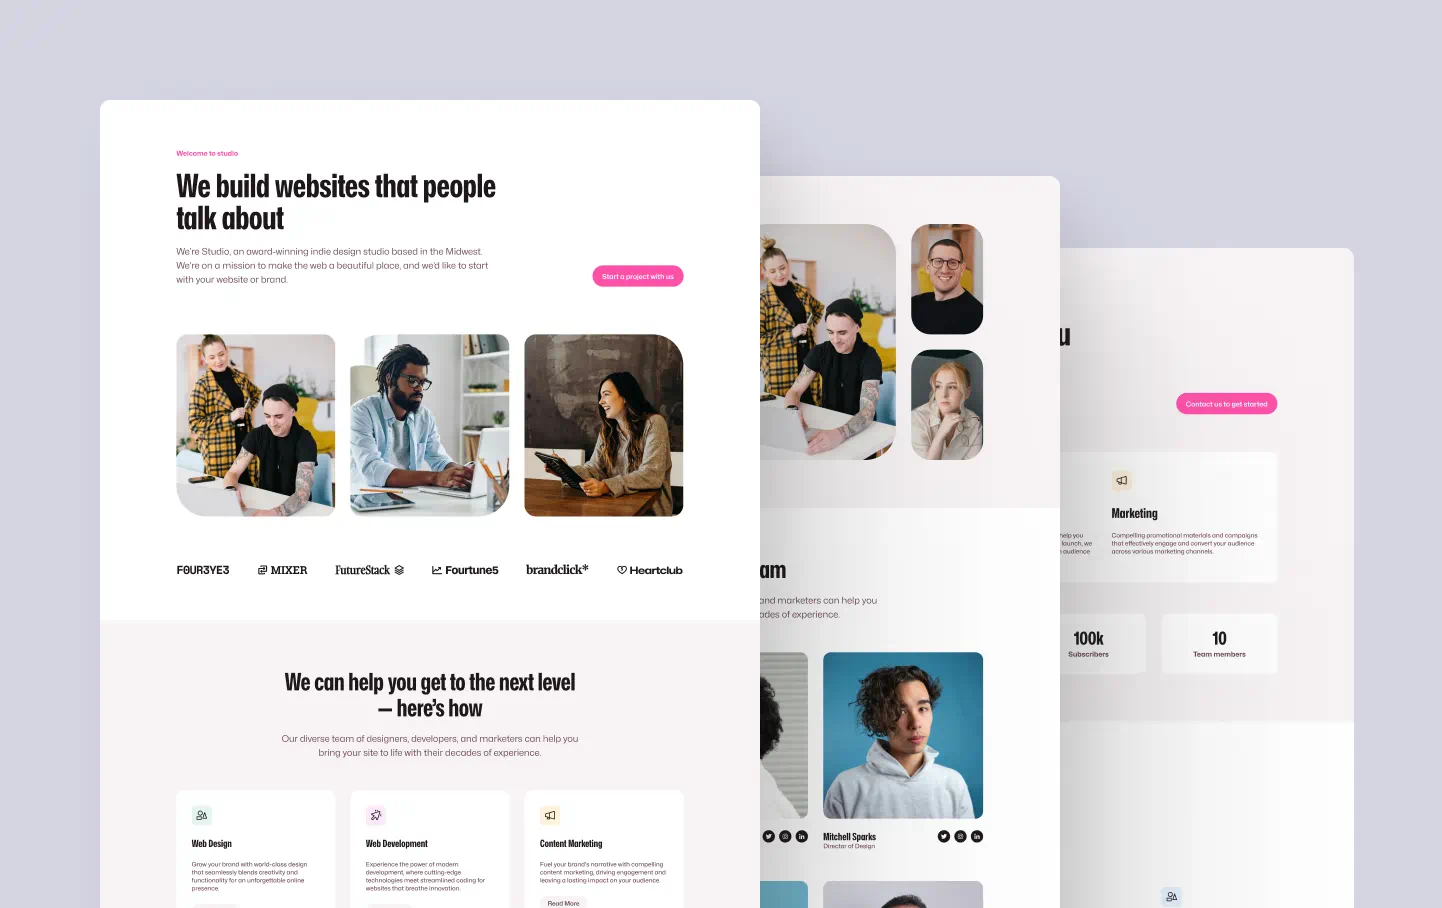 Welcome to studio
We build websites that people
talk about
We're Studio, an award-winning indie design studio based in the Midwest.
We're on a mission to make the web a beautiful place, and we'd like to start
with your website or brand.
Start a project with us
F0UR3YE3
MIXER
FutureStack
Fourtune5
brandclick*
Heartclub
We can help you get to the next level
— here's how
Our diverse team of designers, developers, and marketers can help you
bring your site to life with their decades of experience.
Web Design
Grow your brand with world-class design
that seamlessly blends creativity and
functionality for an unforgettable online
presence.
Web Development
Experience the power of modern
development, where cutting-edge
technologies meet streamlined coding for
websites that breathe innovation.
Content Marketing
Fuel your brand's narrative with compelling
content marketing, driving engagement and
leaving a lasting impact on your audience
Read More
am
and marketers can help you
ades of experience.
Mitchell Sparks
Director of Design
u
Contact us to get started
help you
launch, we
audience
Marketing
Compelling promotional materials and campaigns
that effectively engage and convert your audience
across various marketing channels.
100k
Subscribers
10
Team members